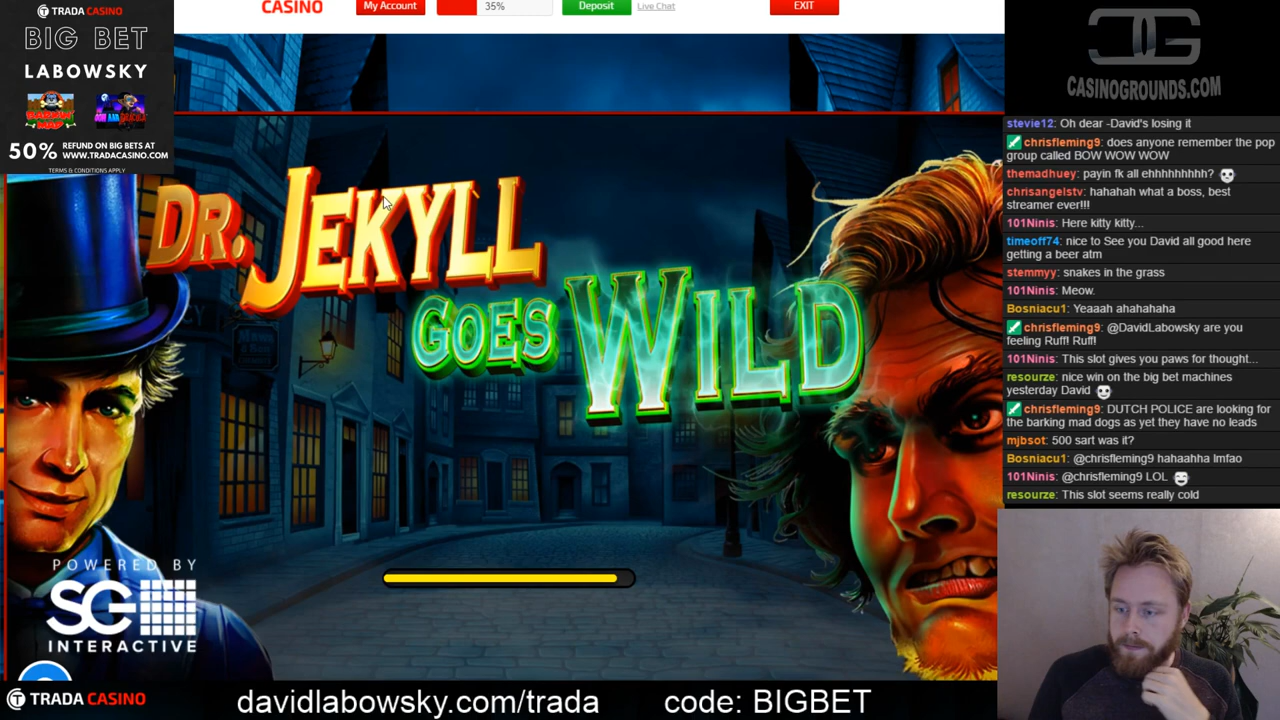 TRADA CASINO
BIG BET
LABOWSKY
BARKIN' MAD
50% REFUND ON BIG BETS AT
WWW.TRADACASINO.COM
TERMS & CONDITIONS APPLY
CASINO
My Account
35%
Deposit
Live Chat
EXIT
DR. JEKYLL
GOES WILD
POWERED BY
SG
INTERACTIVE
CG
CASINOGROUNDS.COM
stevie12: Oh dear -David's losing it
chrisfleming9: does anyone remember the pop
group called BOW WOW WOW
themadhuey: payin fk all ehhhhhhhhh?
chrisangelstv: hahahah what a boss, best
streamer ever!!!
101Ninis: Here kitty kitty...
timeoff74: nice to See you David all good here
getting a beer atm
stemmyy: snakes in the grass
101Ninis: Meow.
Bosniacu1: Yeaaah ahahahaha
chrisfleming9: @DavidLabowsky are you
feeling Ruff! Ruff!
101Ninis: This slot gives you paws for thought...
resourze: nice win on the big bet machines
yesterday David
chrisfleming9: DUTCH POLICE are looking for
the barking mad dogs as yet they have no leads
mjbsot: 500 sart was it?
Bosniacu1: @chrisfleming9 hahaahha lmfao
101Ninis: @chrisfleming9 LOL
resourze: This slot seems really cold
TRADA CASINO
davidlabowsky.com/trada
code: BIGBET